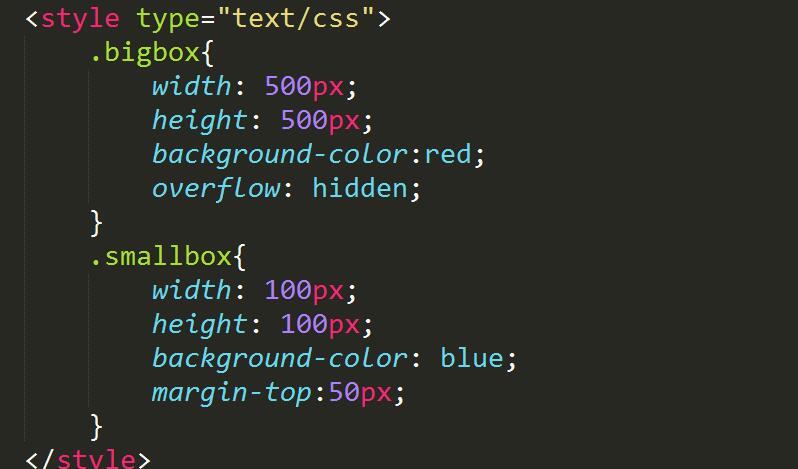 <style type="text/css">
.bigbox{
width: 500px;
height: 500px;
background-color:red;
overflow: hidden;
}
.smallbox{
width: 100px;
height: 100px;
background-color: blue;
margin-top:50px;
}
</style>